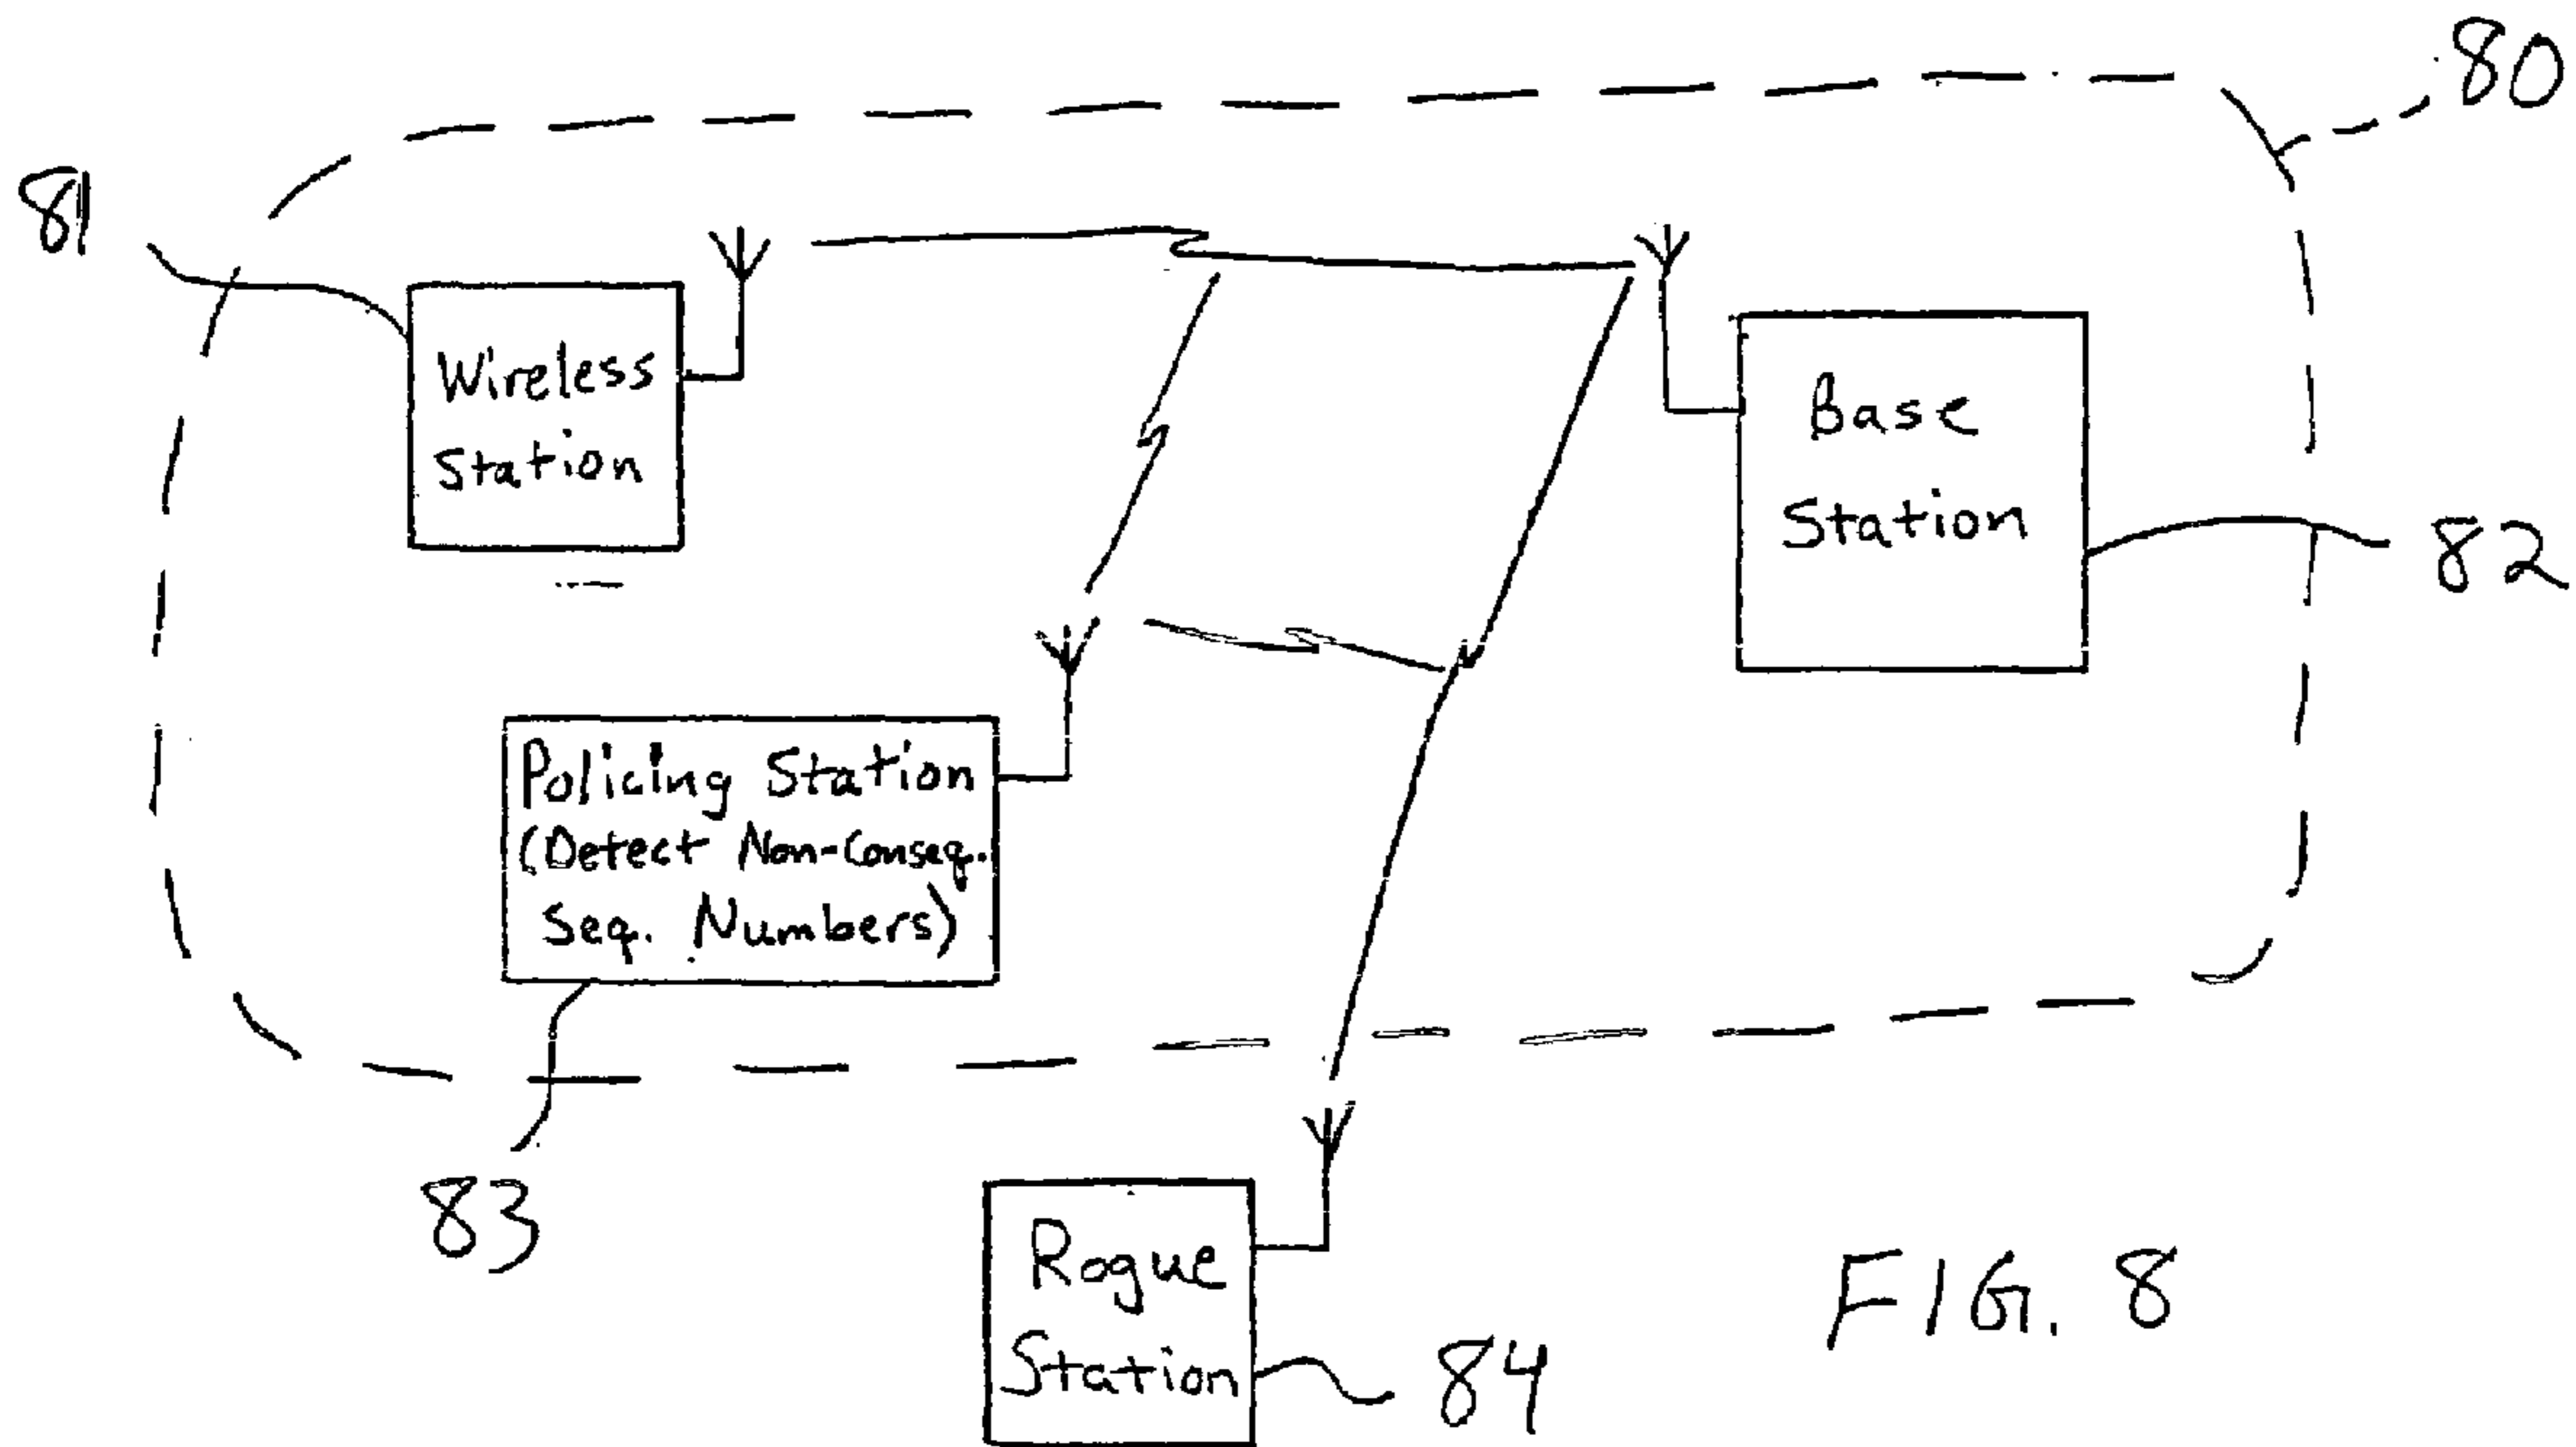 80
81
Wireless
Station
Base
Station
82
Policing Station
(Detect Non-Conseq.
Seq. Numbers)
83
Rogue
Station
84
FIG. 8